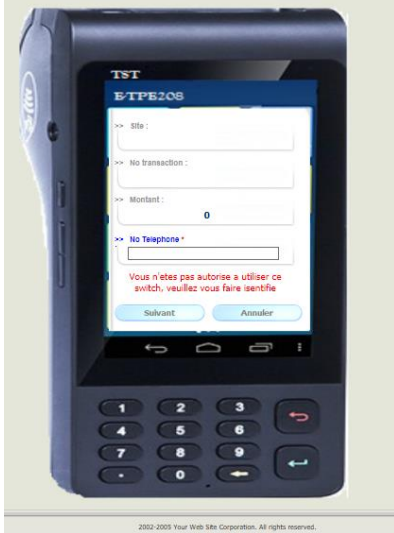 TST
E-TPE208
>> Site :
>> No transaction :
>> Montant :
0
>> No Telephone *
Vous n'etes pas autorise a utiliser ce
switch, veuillez vous faire isentifie
Suivant Annuler
1 2 3
4 5 6
7 8 9
. 0
2002-2005 Your Web Site Corporation. All rights reserved.